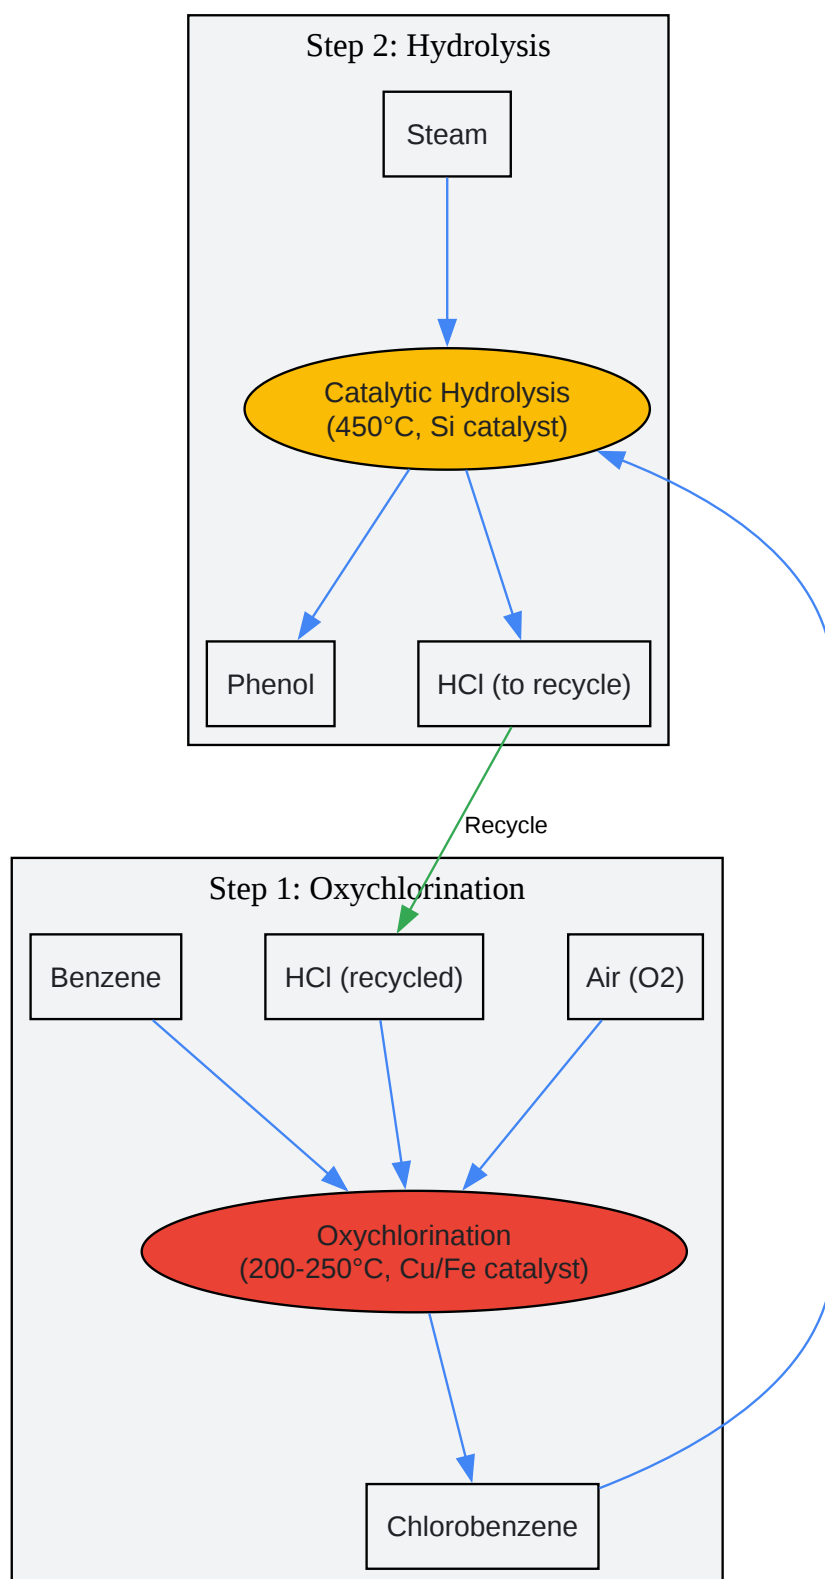 Step 2: Hydrolysis
Steam
Catalytic Hydrolysis
(450°C, Si catalyst)
Phenol
HCl (to recycle)
Recycle
Step 1: Oxychlorination
Benzene
HCl (recycled)
Air (O2)
Oxychlorination
(200-250°C, Cu/Fe catalyst)
Chlorobenzene